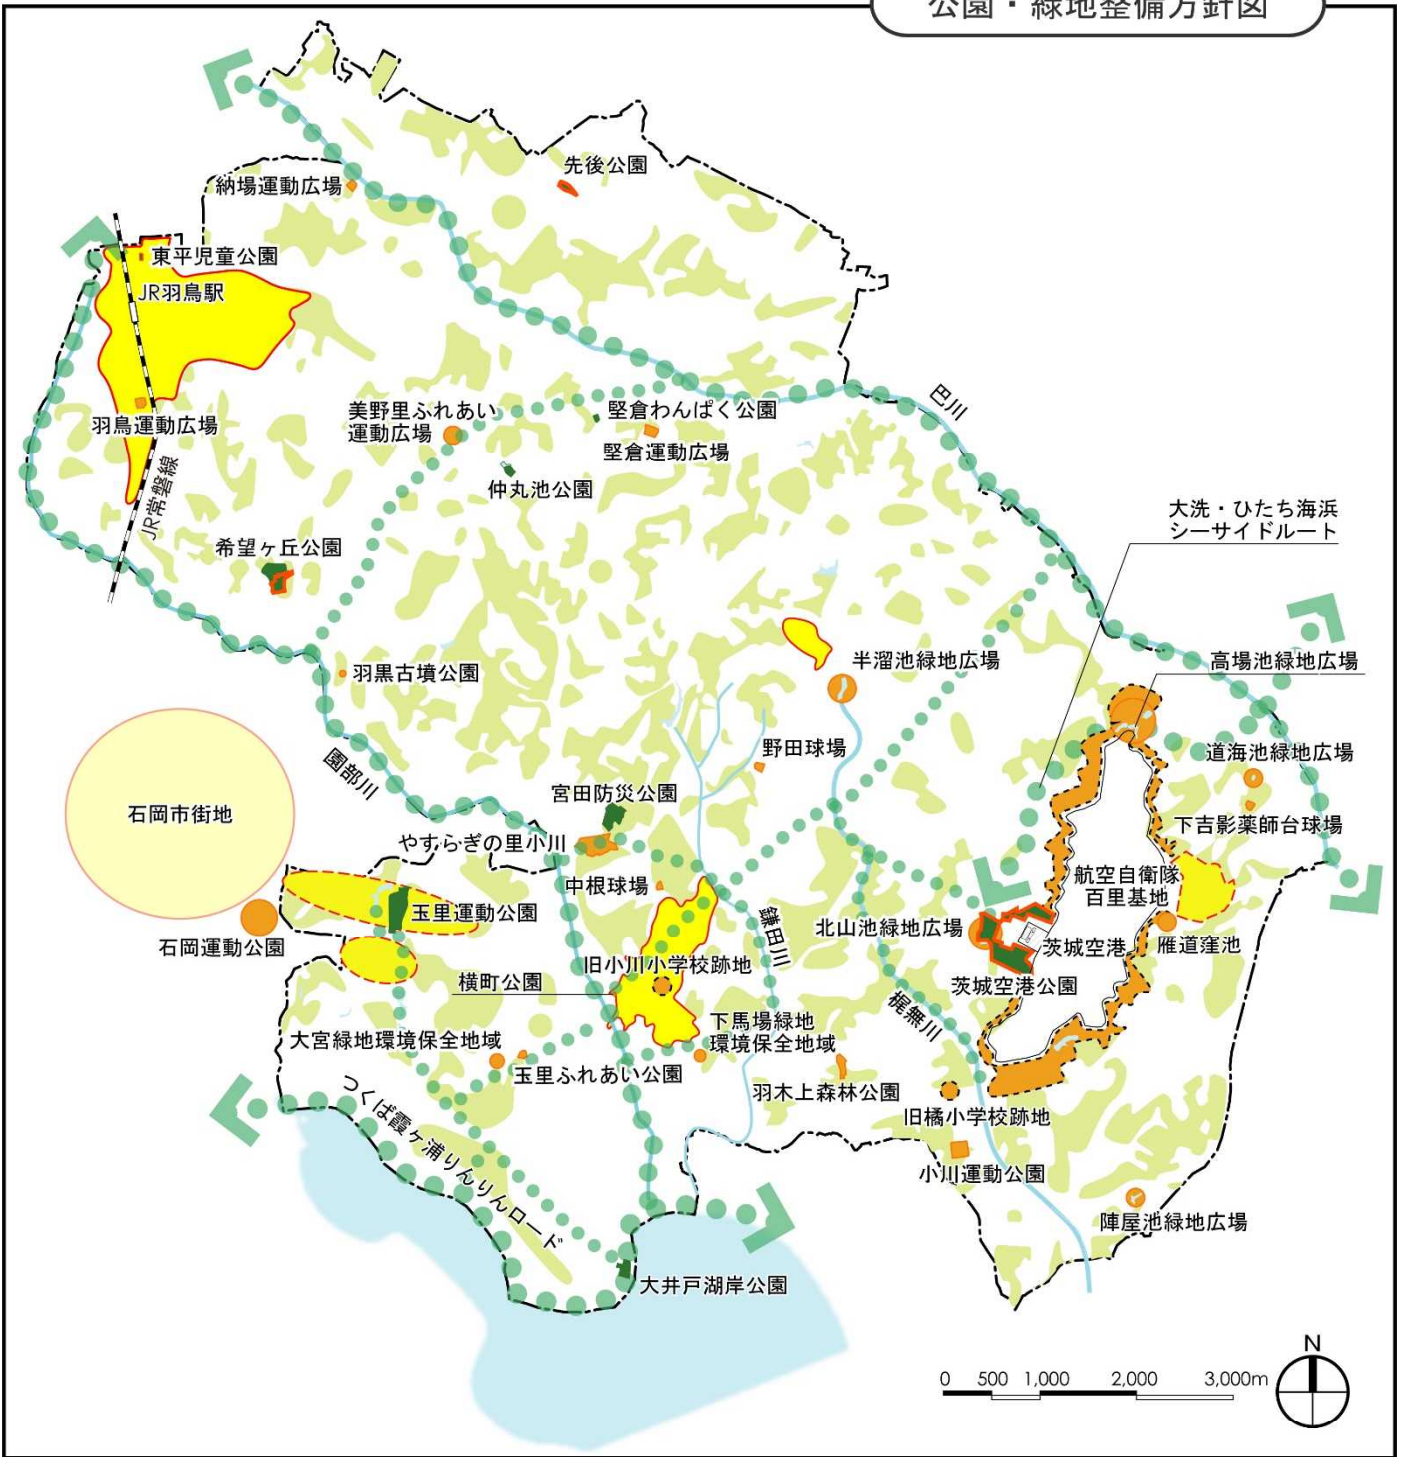 公園・緑地整備方針図
先後公園
納場運動広場
東平児童公園
JR羽鳥駅
羽鳥運動広場
美野里ふれあい
運動広場
堅倉わんぱく公園
堅倉運動広場
巴川
仲丸池公園
JR常磐線
希望ヶ丘公園
大洗・ひたち海浜
シーサイドルート
羽黒古墳公園
半溜池緑地広場
高場池緑地広場
園部川
野田球場
道海池緑地広場
宮田防災公園
石岡市街地
やすらぎの里小川
下吉影薬師台球場
中根球場
航空自衛隊
百里基地
玉里運動公園
鎌田川
北山池緑地広場
石岡運動公園
茨城空港
雁道窪池
旧小川小学校跡地
横町公園
茨城空港公園
梶無川
下馬場緑地
環境保全地域
大宮緑地環境保全地域
玉里ふれあい公園
羽木上森林公園
つくば霞ヶ浦りんりんロード
旧橘小学校跡地
小川運動公園
陣屋池緑地広場
大井戸湖岸公園
N
0 500 1,000 2,000 3,000m